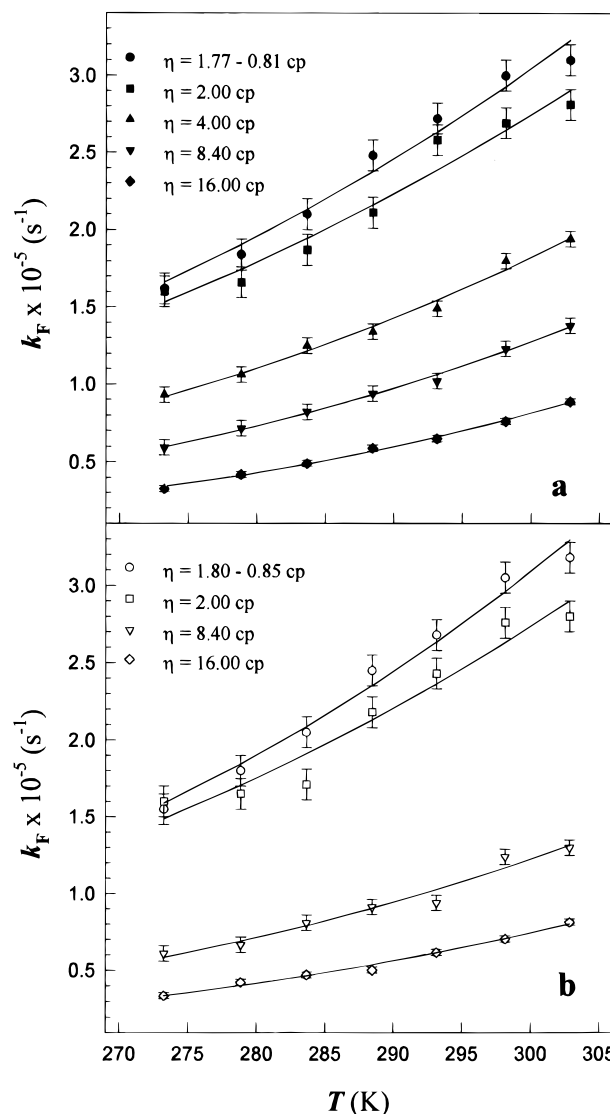 η = 1.77 - 0.81 cp
η = 2.00 cp
η = 4.00 cp
η = 8.40 cp
η = 16.00 cp
3.0
2.5
2.0
1.5
1.0
0.5
k_F x 10⁻⁵ (s⁻¹)
a
η = 1.80 - 0.85 cp
η = 2.00 cp
η = 8.40 cp
η = 16.00 cp
3.0
2.5
2.0
1.5
1.0
0.5
k_F x 10⁻⁵ (s⁻¹)
b
270 275 280 285 290 295 300 305
T (K)